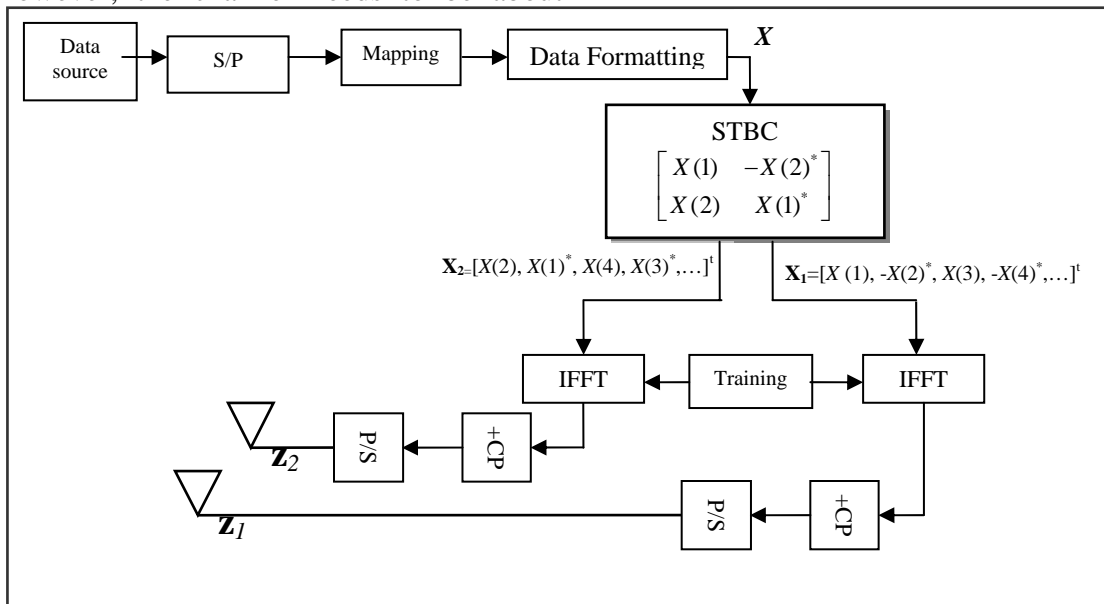 Data source
S/P
Mapping
Data Formatting
X
STBC
[X(1) −X(2)*
X(2) X(1)*]
X2=[X(2), X(1)*, X(4), X(3)*,…]t
X1=[X (1), -X(2)*, X(3), -X(4)*,…]t
IFFT
Training
IFFT
z2
P/S
+CP
z1
P/S
+CP